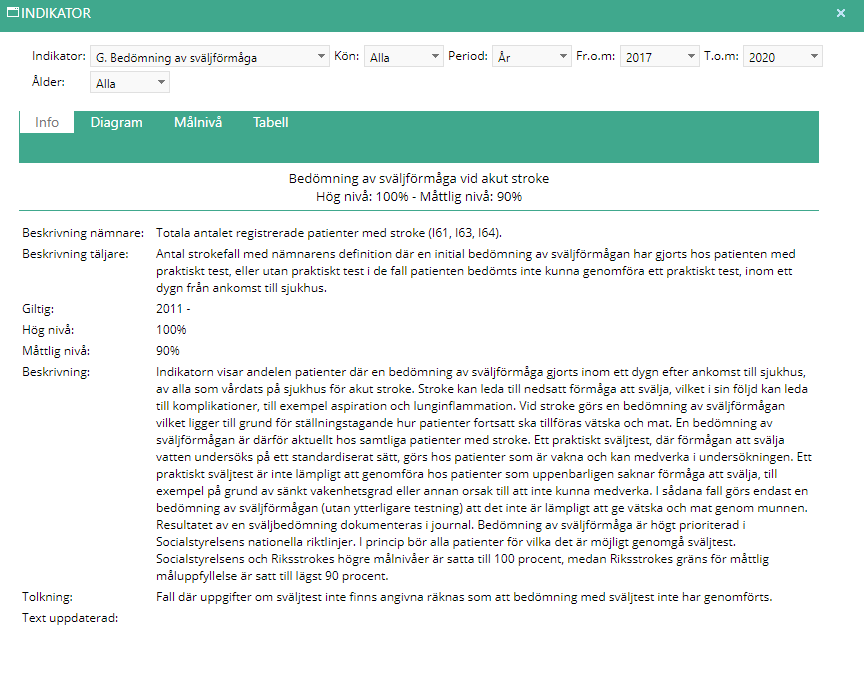 INDIKATOR
Indikator: G. Bedömning av sväljförmåga Kön: Alla Period: År Fr.o.m: 2017 T.o.m: 2020
Ålder: Alla
Info Diagram Målnivå Tabell
Bedömning av sväljförmåga vid akut stroke
Hög nivå: 100% - Måttlig nivå: 90%
Beskrivning nämnare: Totala antalet registrerade patienter med stroke (I61, I63, I64).
Beskrivning täljare: Antal strokefall med nämnarens definition där en initial bedömning av sväljförmågan har gjorts hos patienten med
praktiskt test, eller utan praktiskt test i de fall patienten bedömts inte kunna genomföra ett praktiskt test, inom ett
dygn från ankomst till sjukhus.
Giltig: 2011 -
Hög nivå: 100%
Måttlig nivå: 90%
Beskrivning: Indikatorn visar andelen patienter där en bedömning av sväljförmåga gjorts inom ett dygn efter ankomst till sjukhus,
av alla som vårdats på sjukhus för akut stroke. Stroke kan leda till nedsatt förmåga att svälja, vilket i sin följd kan leda
till komplikationer, till exempel aspiration och lunginflammation. Vid stroke görs en bedömning av sväljförmågan
vilket ligger till grund för ställningstagande hur patienter fortsatt ska tillföras vätska och mat. En bedömning av
sväljförmågan är därför aktuellt hos samtliga patienter med stroke. Ett praktiskt sväljtest, där förmågan att svälja
vatten undersöks på ett standardiserat sätt, görs hos patienter som är vakna och kan medverka i undersökningen. Ett
praktiskt sväljtest är inte lämpligt att genomföra hos patienter som uppenbarligen saknar förmåga att svälja, till
exempel på grund av sänkt vakenhetsgrad eller annan orsak till att inte kunna medverka. I sådana fall görs endast en
bedömning av sväljförmågan (utan ytterligare testning) att det inte är lämpligt att ge vätska och mat genom munnen.
Resultatet av en sväljbedömning dokumenteras i journal. Bedömning av sväljförmåga är högt prioriterad i
Socialstyrelsens nationella riktlinjer. I princip bör alla patienter för vilka det är möjligt genomgå sväljtest.
Socialstyrelsens och Riksstrokes högre målnivåer är satta till 100 procent, medan Riksstrokes gräns för måttlig
måluppfyllelse är satt till lägst 90 procent.
Tolkning: Fall där uppgifter om sväljtest inte finns angivna räknas som att bedömning med sväljtest inte har genomförts.
Text uppdaterad: